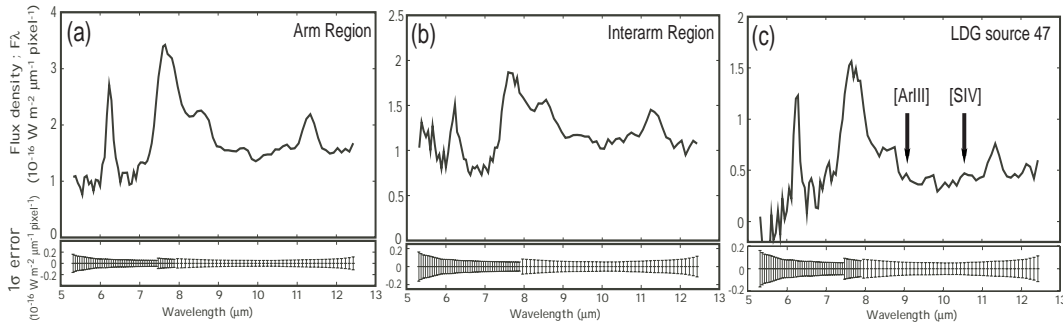 Flux density : Fλ
(10⁻¹⁶ W m⁻² μm⁻¹ pixel⁻¹)
1σ error
(10⁻¹⁶ W m⁻² μm⁻¹ pixel⁻¹)
(a)
Arm Region
4
3
2
1
0
0.2
0
-0.2
5 6 7 8 9 10 11 12 13
Wavelength (μm)
(b)
Interarm Region
2.5
2
1.5
1
0.5
0
0.2
0
-0.2
5 6 7 8 9 10 11 12 13
Wavelength (μm)
(c)
LDG source 47
[ArIII] [SIV]
2
1.5
1
0.5
0
0.2
0
-0.2
5 6 7 8 9 10 11 12 13
Wavelength (μm)